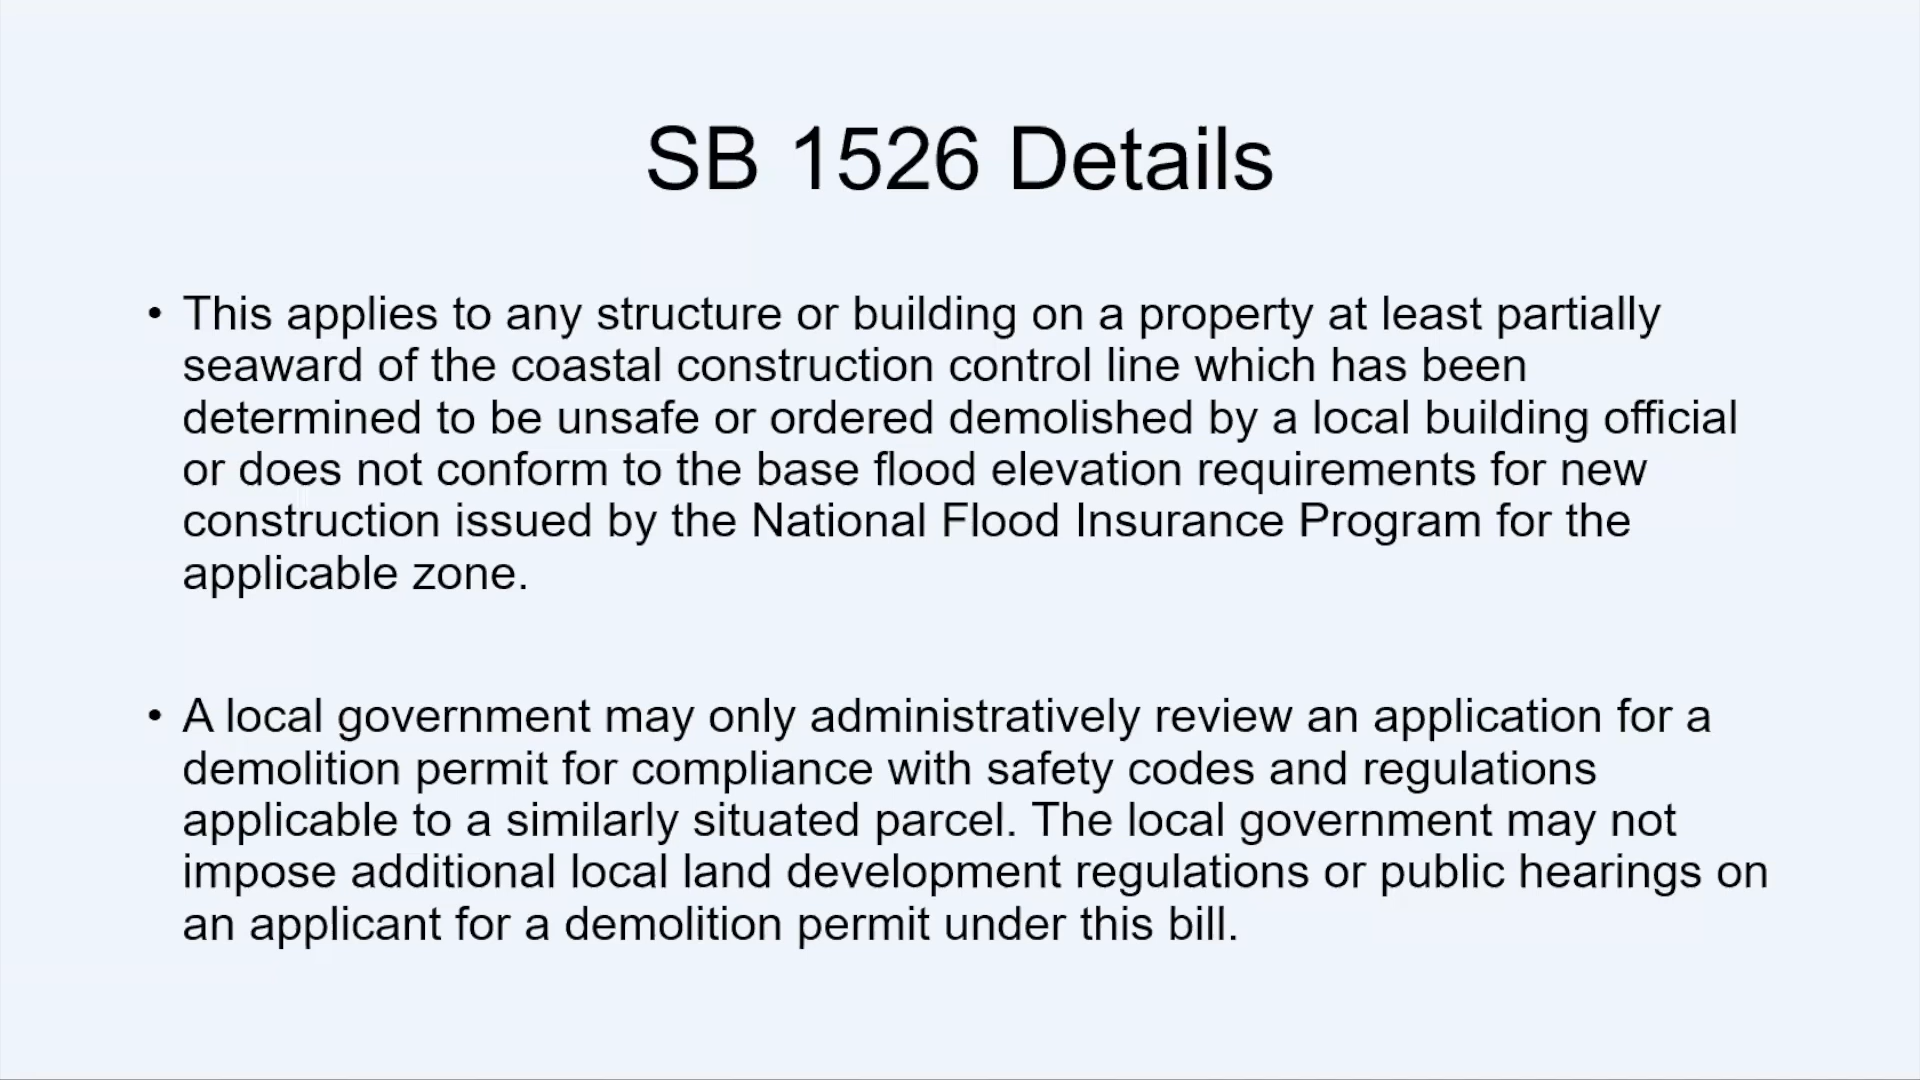 SB 1526 Details
• This applies to any structure or building on a property at least partially
seaward of the coastal construction control line which has been
determined to be unsafe or ordered demolished by a local building official
or does not conform to the base flood elevation requirements for new
construction issued by the National Flood Insurance Program for the
applicable zone.
• A local government may only administratively review an application for a
demolition permit for compliance with safety codes and regulations
applicable to a similarly situated parcel. The local government may not
impose additional local land development regulations or public hearings on
an applicant for a demolition permit under this bill.